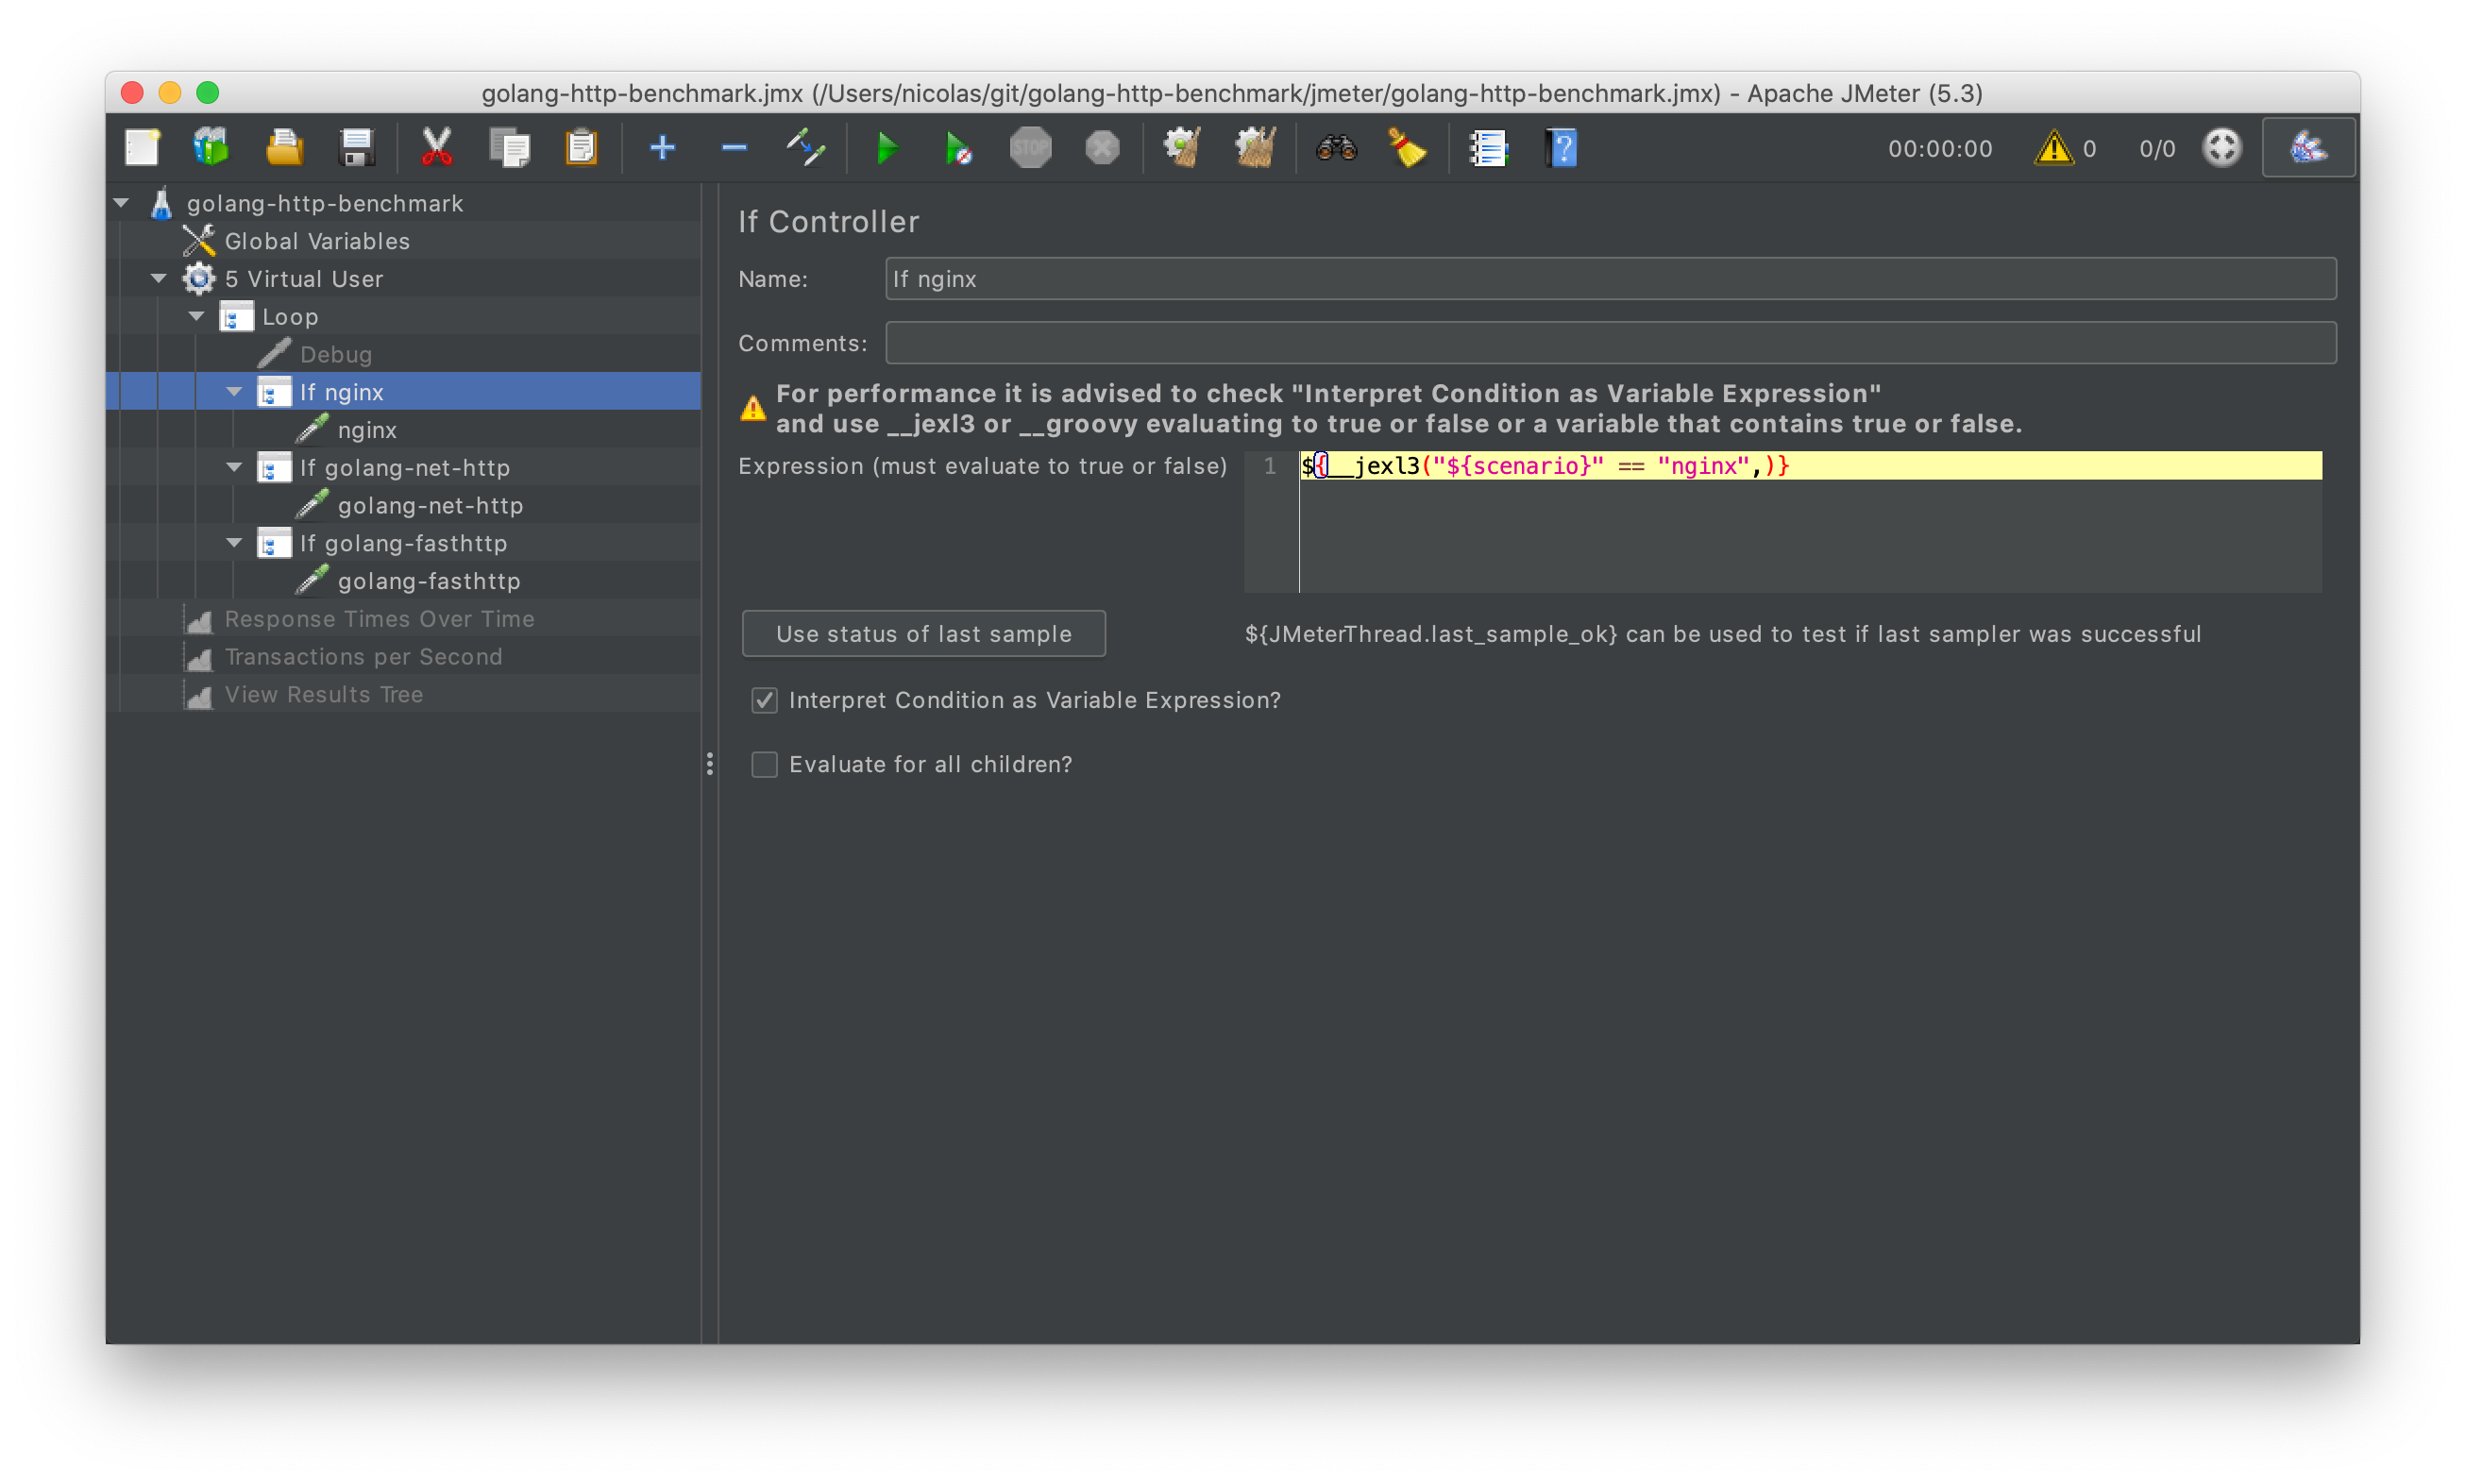 golang-http-benchmark.jmx (/Users/nicolas/git/golang-http-benchmark/jmeter/golang-http-benchmark.jmx) - Apache JMeter (5.3)
STOP
?
00:00:00
0
0/0
golang-http-benchmark
Global Variables
5 Virtual User
Loop
Debug
If nginx
nginx
If golang-net-http
golang-net-http
If golang-fasthttp
golang-fasthttp
Response Times Over Time
Transactions per Second
View Results Tree
If Controller
Name: If nginx
Comments:
For performance it is advised to check "Interpret Condition as Variable Expression"
and use __jexl3 or __groovy evaluating to true or false or a variable that contains true or false.
Expression (must evaluate to true or false) 1 ${__jexl3("${scenario}" == "nginx",)}
Use status of last sample ${JMeterThread.last_sample_ok} can be used to test if last sampler was successful
Interpret Condition as Variable Expression?
Evaluate for all children?